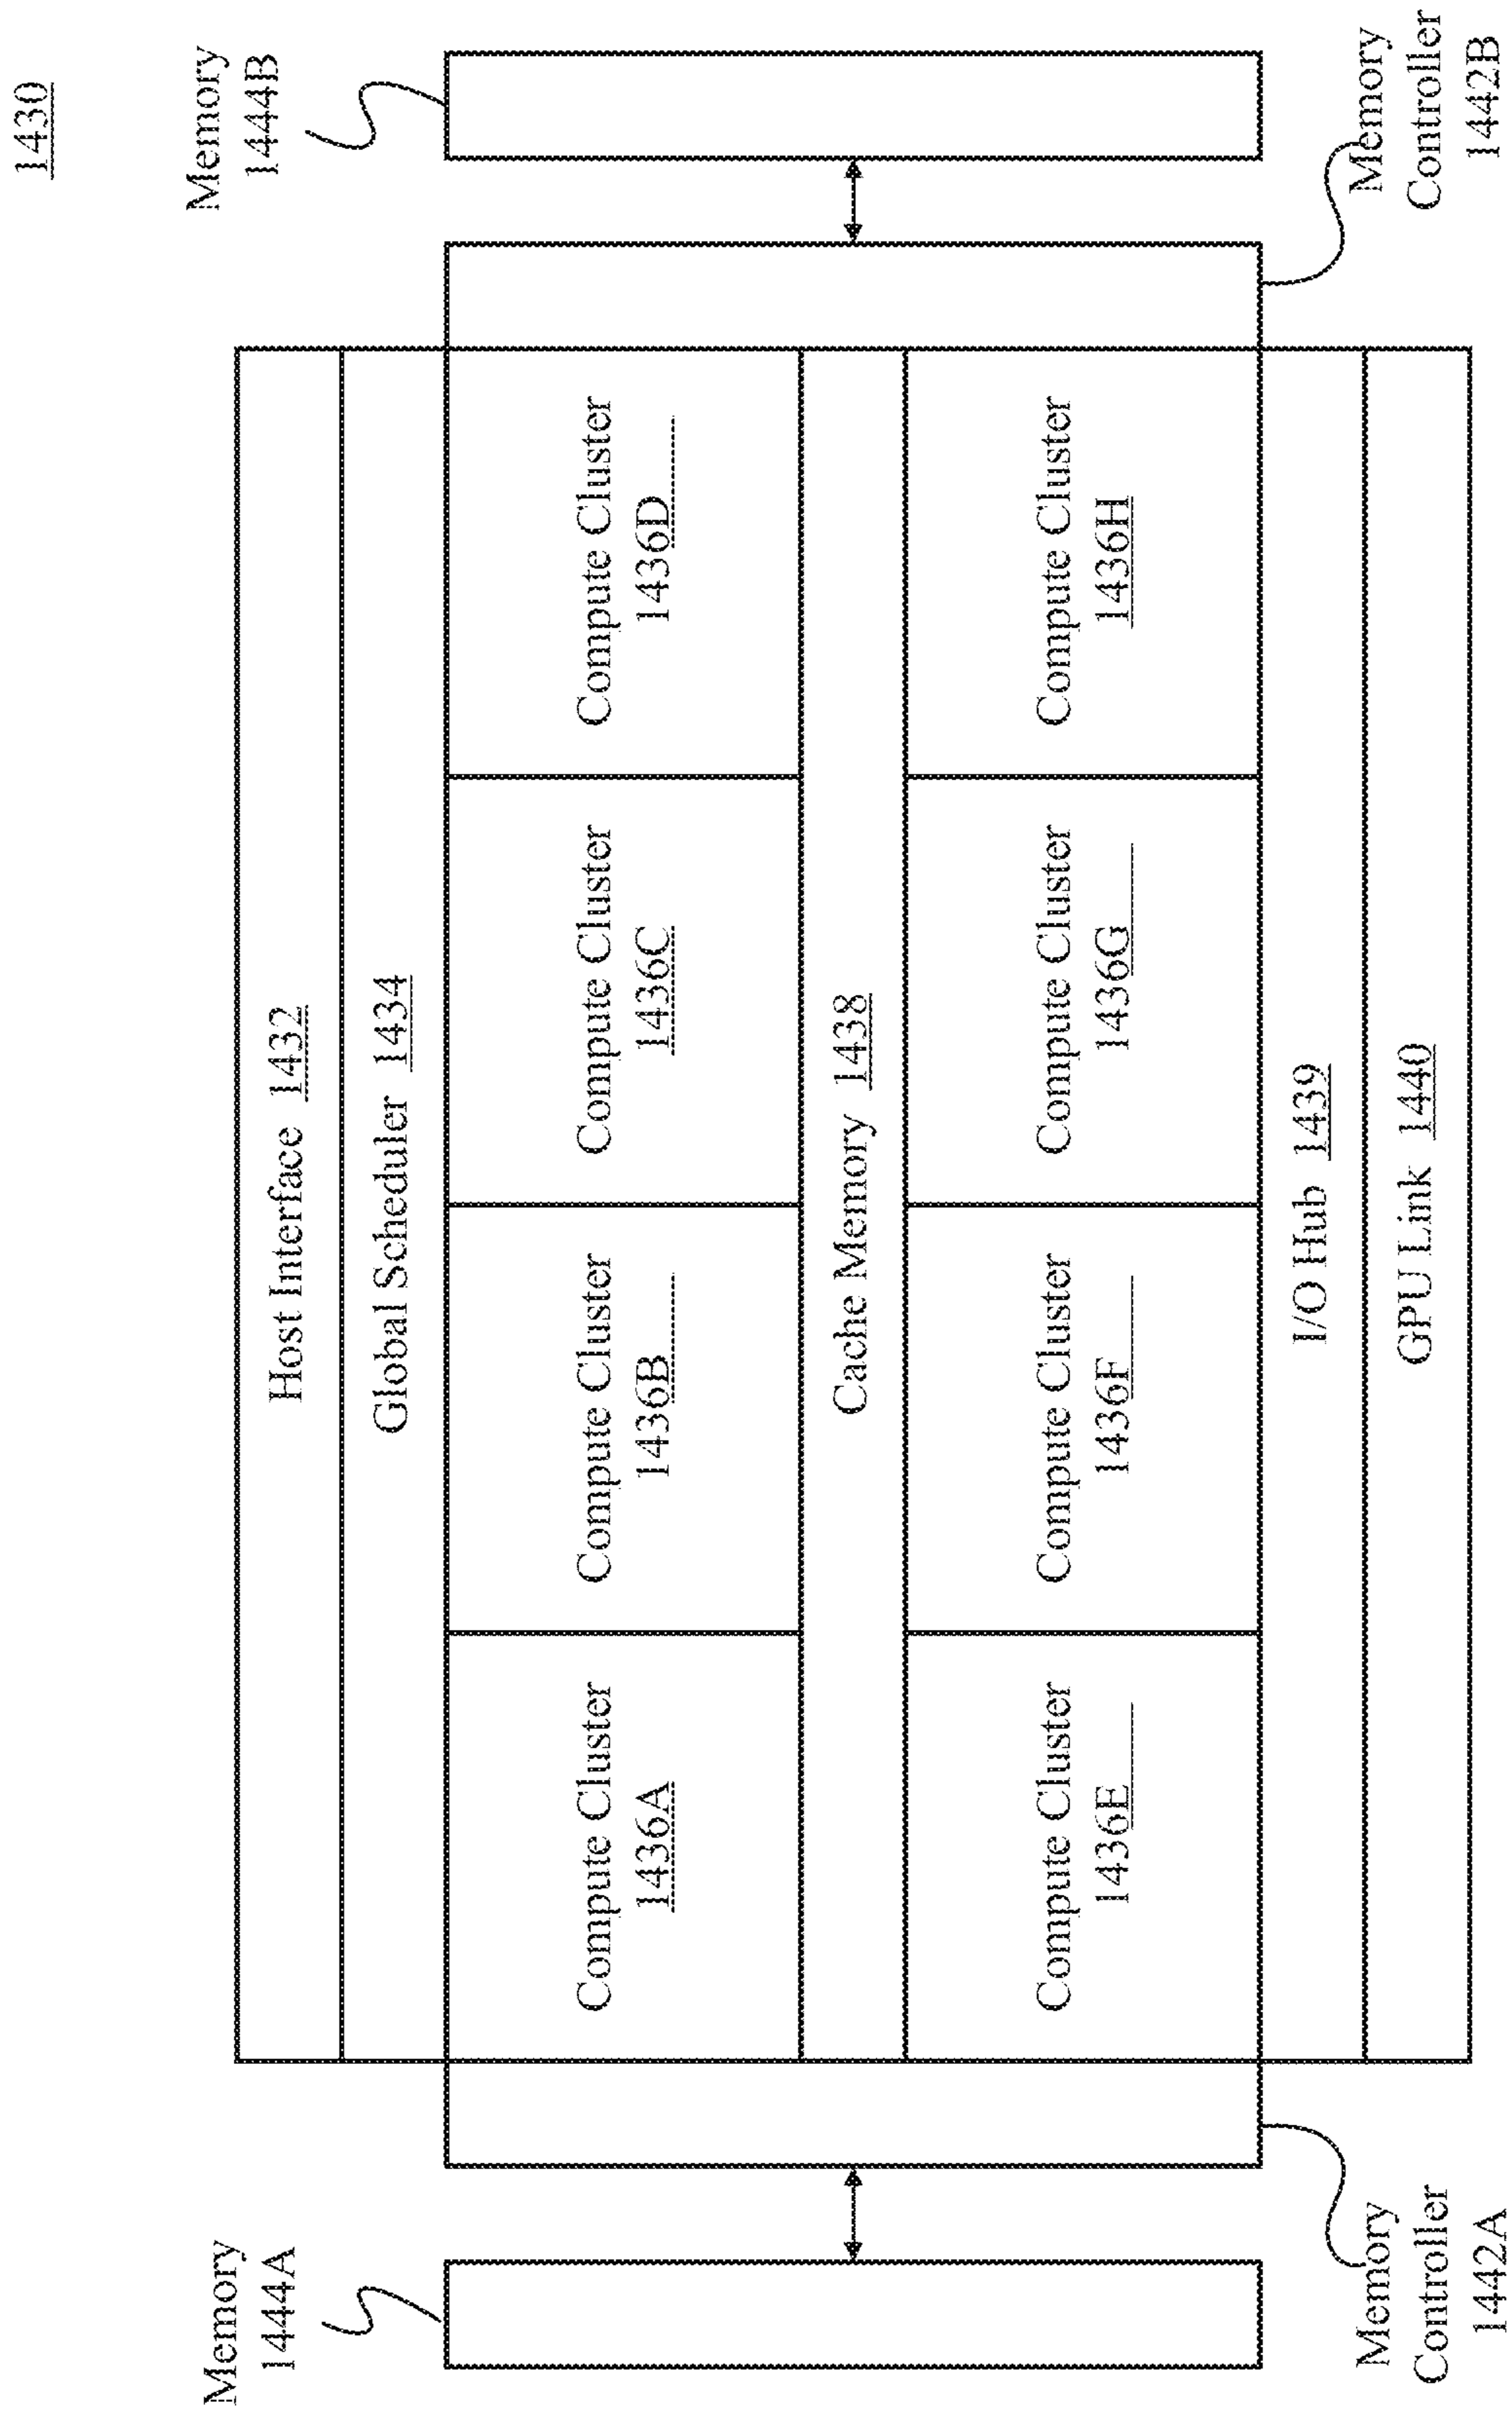 1430
Memory
1444A
Memory
1444B
Host Interface 1432
Global Scheduler 1434
Compute Cluster
1436A
Compute Cluster
1436B
Compute Cluster
1436C
Compute Cluster
1436D
Cache Memory 1438
Compute Cluster
1436E
Compute Cluster
1436F
Compute Cluster
1436G
Compute Cluster
1436H
I/O Hub 1439
GPU Link 1440
Memory
Controller
1442A
Memory
Controller
1442B